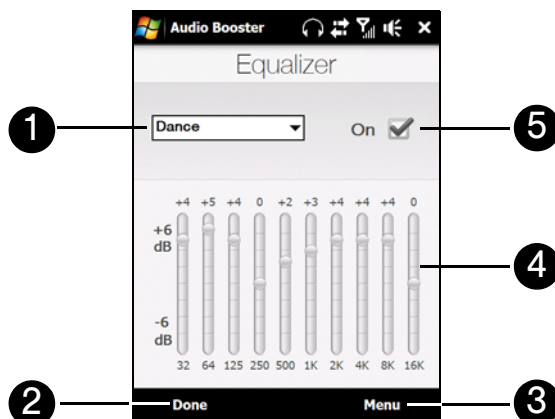 Audio Booster
Equalizer
1 Dance On 5
+4 +5 +4 0 +2 +3 +4 +4 +4 0
+6
dB
4
-6
dB
32 64 125 250 500 1K 2K 4K 8K 16K
2 Done Menu 3